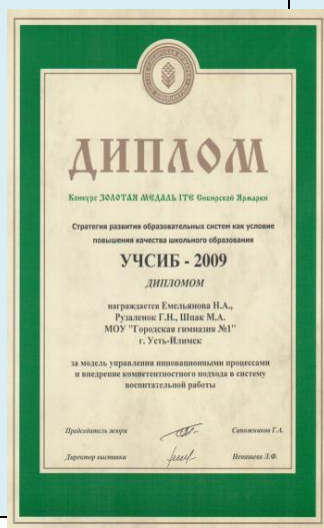 ДИПЛОМ
Конкурс ЗОЛОТАЯ МЕДАЛЬ ITE Сибирской Ярмарки
Стратегия развития образовательных систем как условие
повышения качества школьного образования
УЧСИБ - 2009
ДИПЛОМОМ
награждается Емельянова Н.А.,
Рузаленок Г.Н., Шпак М.А.
МОУ "Городская гимназия №1"
г. Усть-Илимск
за модель управления инновационными процессами
и внедрение компетентностного подхода в систему
воспитательной работы
Председатель жюри Сапожников Г.А.
Директор выставки Ненашева Л.Ф.